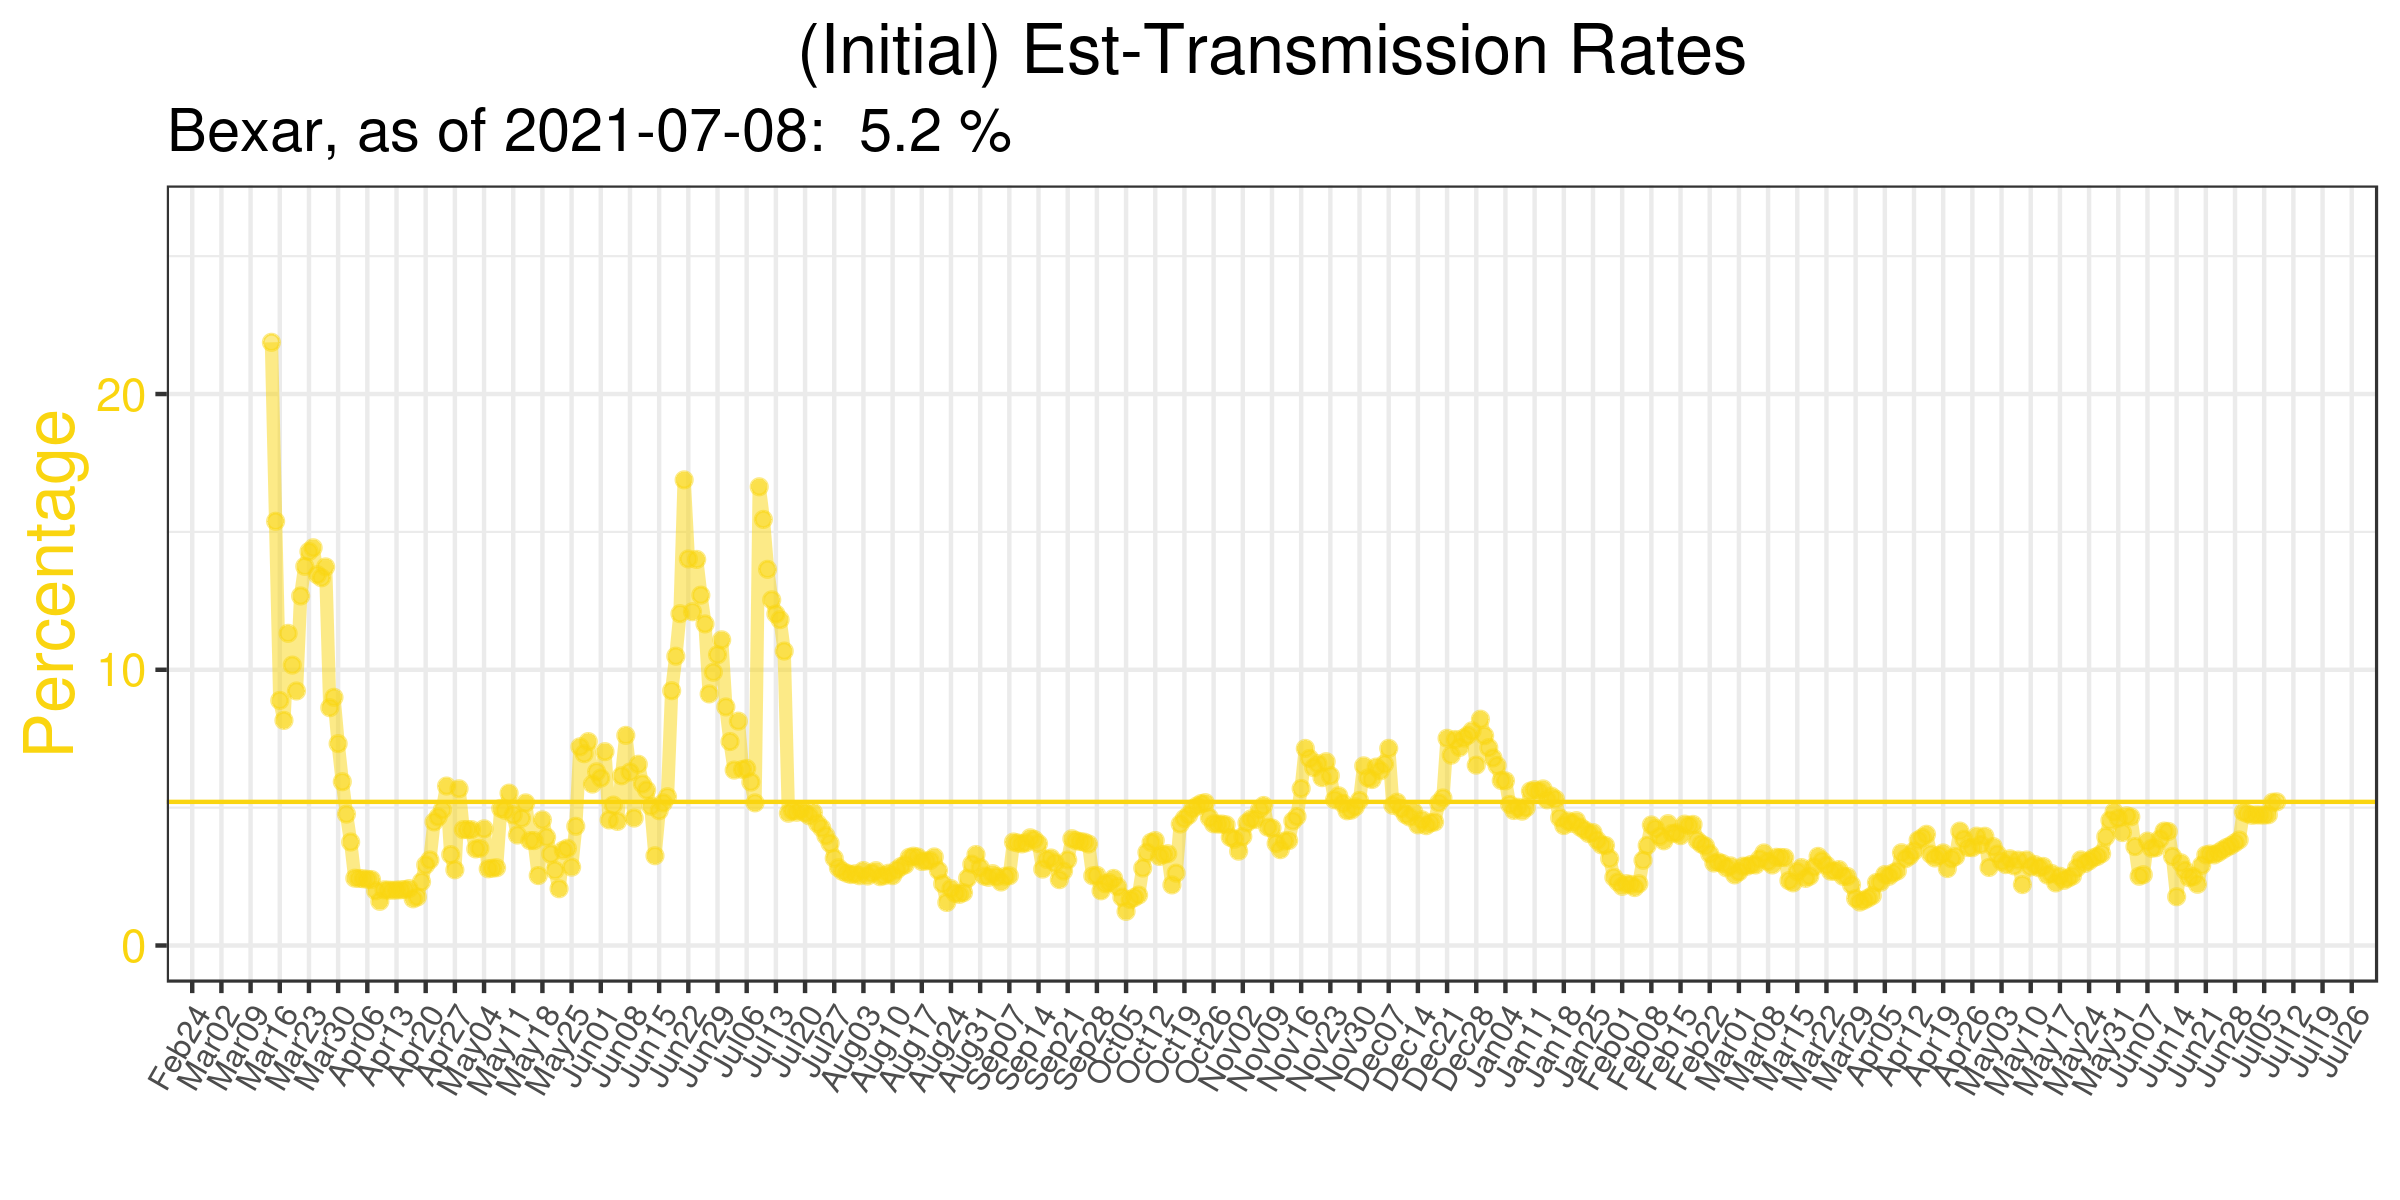 (Initial) Est-Transmission Rates
Bexar, as of 2021-07-08:  5.2 %
Percentage
20
10
0
Feb24
Mar02
Mar09
Mar16
Mar23
Mar30
Apr06
Apr13
Apr20
Apr27
May04
May11
May18
May25
Jun01
Jun08
Jun15
Jun22
Jun29
Jul06
Jul13
Jul20
Jul27
Aug03
Aug10
Aug17
Aug24
Aug31
Sep07
Sep14
Sep21
Sep28
Oct05
Oct12
Oct19
Oct26
Nov02
Nov09
Nov16
Nov23
Nov30
Dec07
Dec14
Dec21
Dec28
Jan04
Jan11
Jan18
Jan25
Feb01
Feb08
Feb15
Feb22
Mar01
Mar08
Mar15
Mar22
Mar29
Apr05
Apr12
Apr19
Apr26
May03
May10
May17
May24
May31
Jun07
Jun14
Jun21
Jun28
Jul05
Jul12
Jul19
Jul26